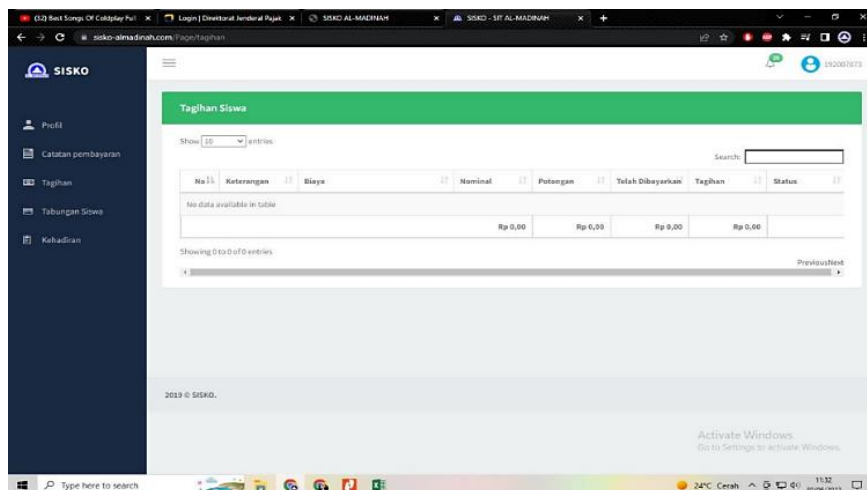 (32) Best Songs Of Coldplay Full
Login | Direktorat Jenderal Pajak
SISKO AL-MADINAH
SISKO - SIT AL-MADINAH
sisko-almadinah.com/Page/tagihan
SISKO
192007073
Profil
Catatan pembayaran
Tagihan
Tabungan Siswa
Kehadiran
Tagihan Siswa
Show 10 entries
Search:
No Keterangan Biaya Nominal Potongan Telah Dibayarkan Tagihan Status
No data available in table
Rp 0,00 Rp 0,00 Rp 0,00 Rp 0,00
Showing 0 to 0 of 0 entries
PreviousNext
2019 © SISKO.
Activate Windows
Go to Settings to activate Windows.
Type here to search
24°C Cerah
11:32